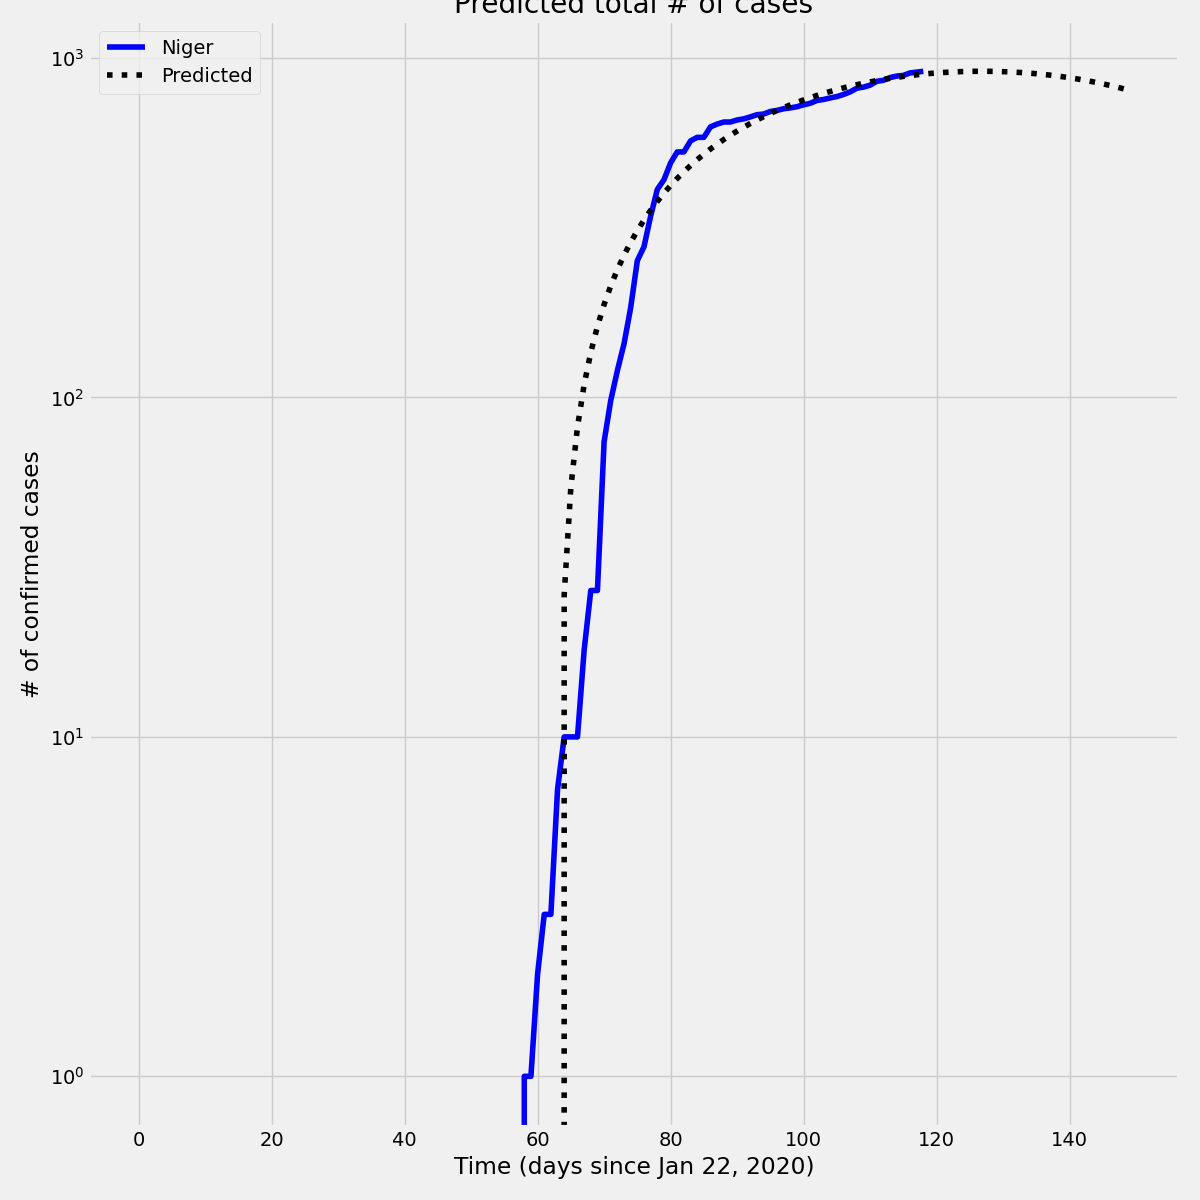 Predicted total # of cases
Niger
Predicted
10³
10²
10¹
10⁰
# of confirmed cases
0 20 40 60 80 100 120 140
Time (days since Jan 22, 2020)